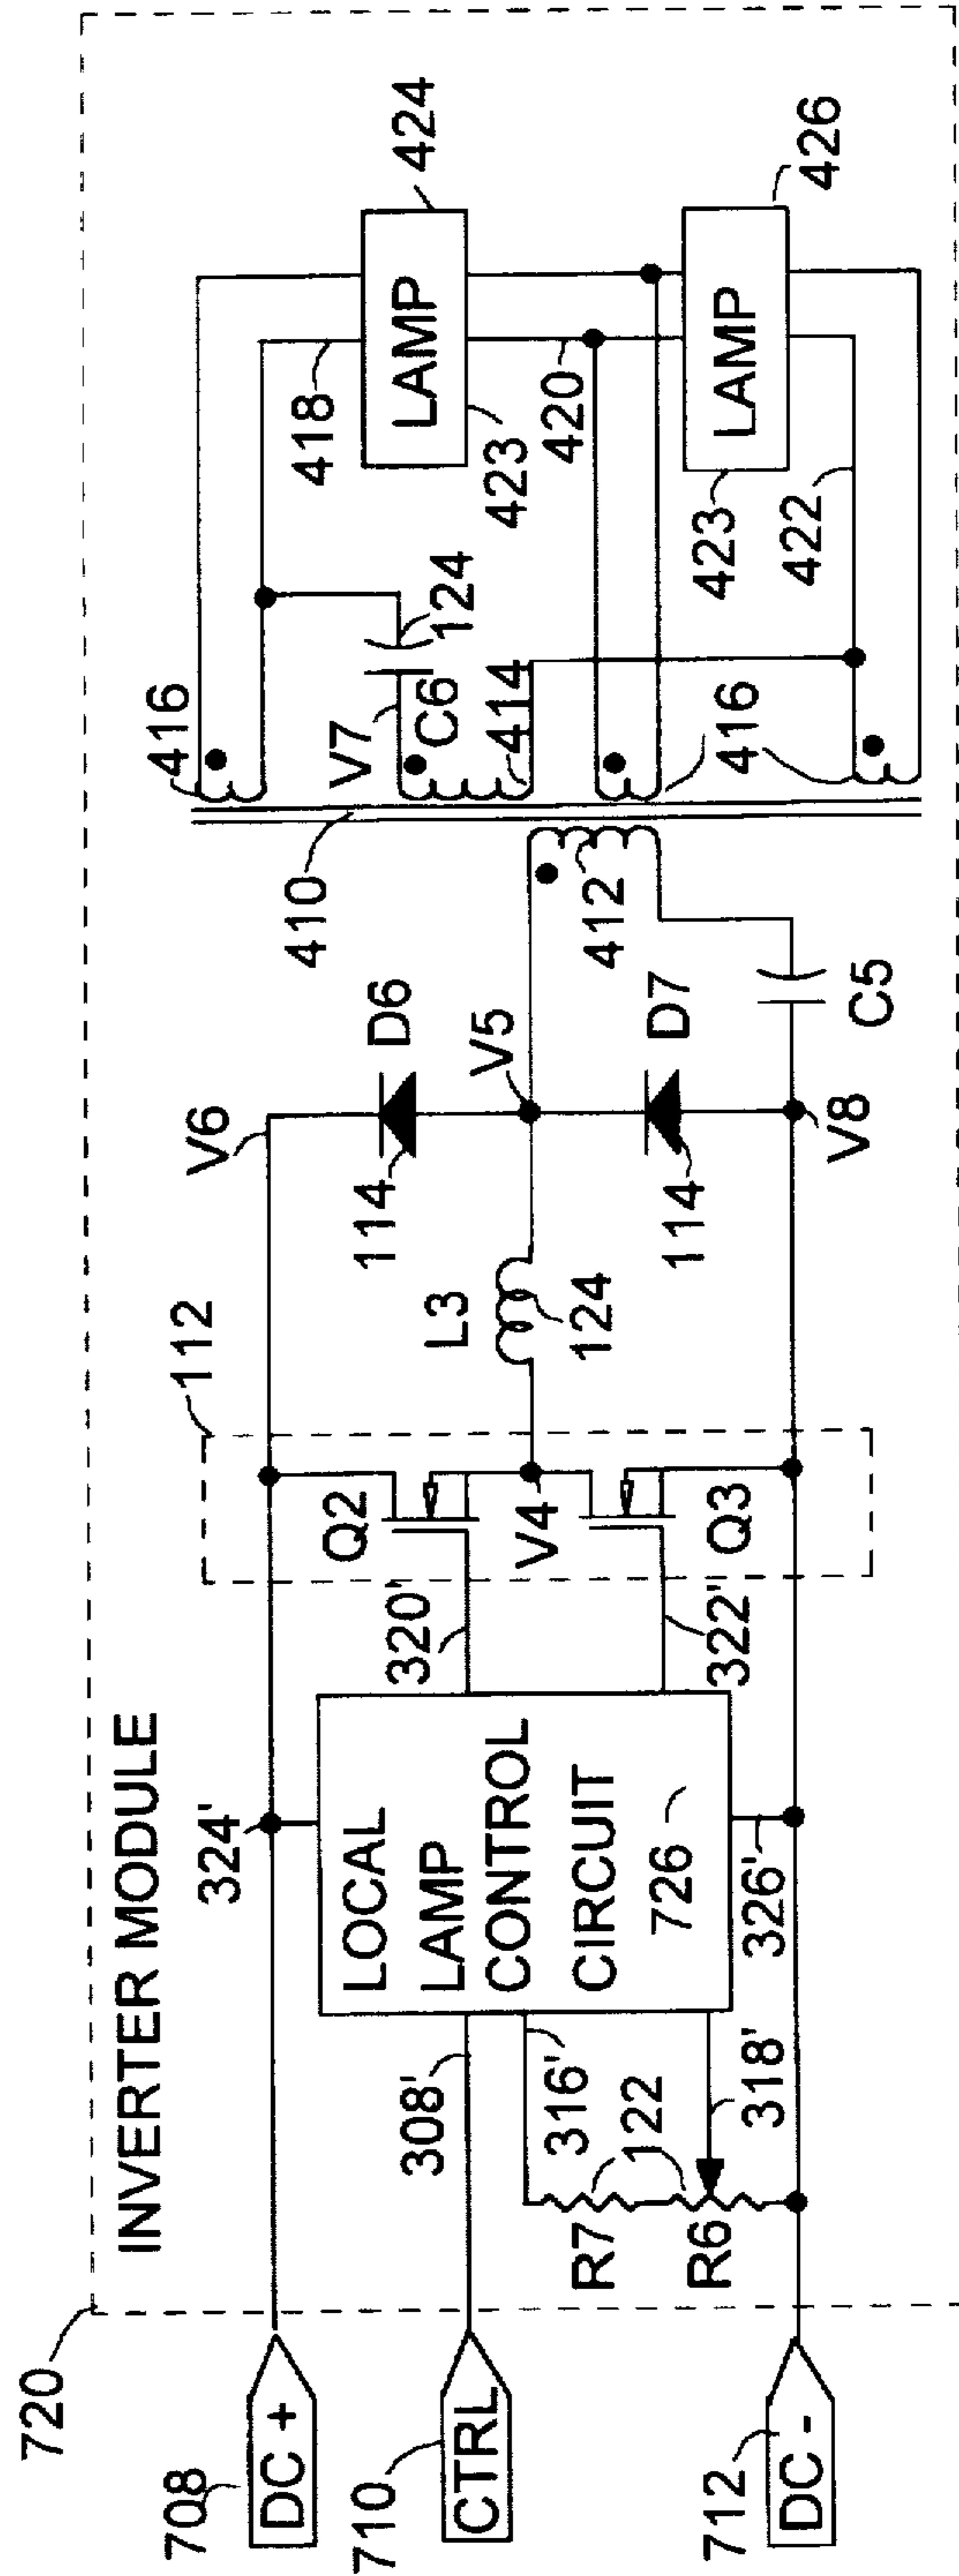 720
INVERTER MODULE
708
DC +
710
CTRL
712
DC -
324'
308'
316'
122
318'
R7
R6
LOCAL
LAMP
CONTROL
CIRCUIT
726
326'
320'
322'
112
Q2
V4
Q3
L3
124
V6
D6
114
V5
D7
114
V8
C5
410
412
416
V7
C6
124
414
416
418
LAMP
424
423
420
LAMP
426
423
422